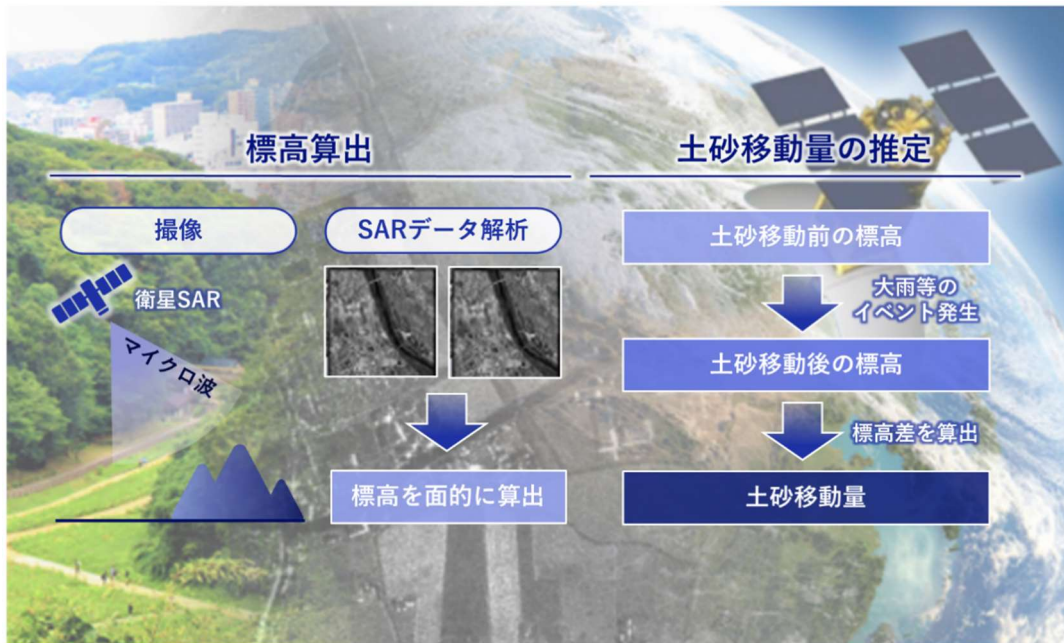 標高算出
撮像
衛星SAR
マイクロ波
SARデータ解析
標高を面的に算出
土砂移動量の推定
土砂移動前の標高
大雨等の
イベント発生
土砂移動後の標高
標高差を算出
土砂移動量